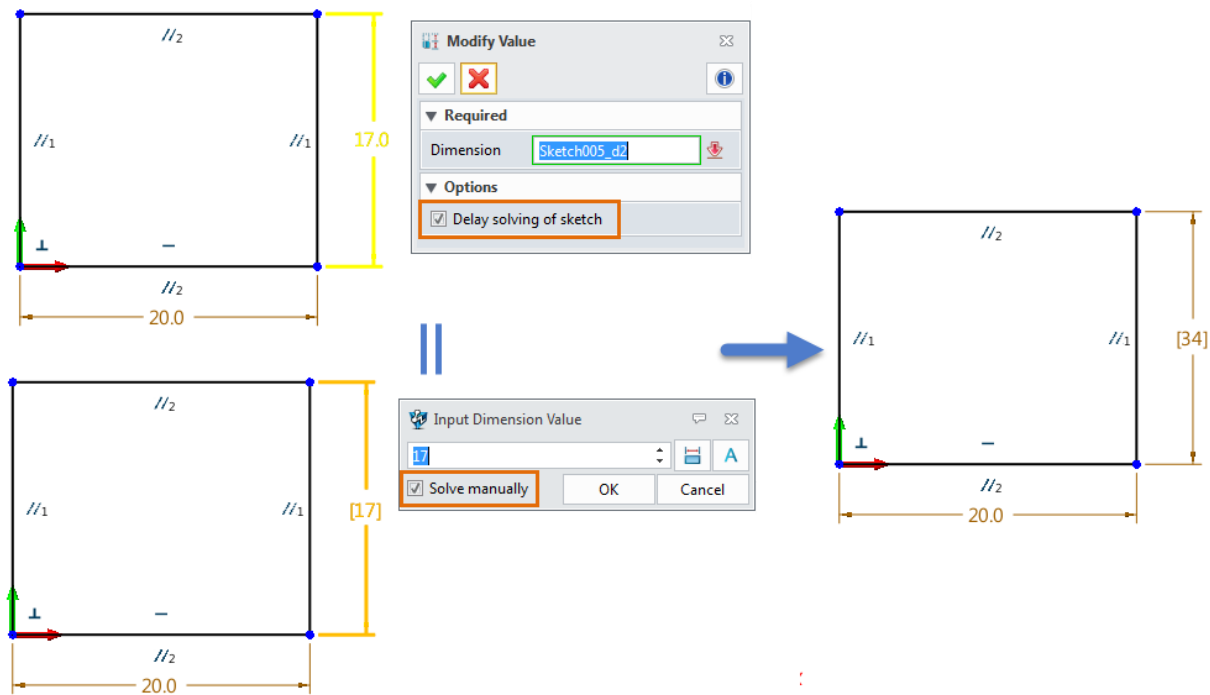 //2
//1
//1
17.0
//2
20.0
Modify Value
Required
Dimension
Sketch005_d2
Options
Delay solving of sketch
//2
//1
//1
[17]
//2
20.0
Input Dimension Value
17
A
Solve manually
OK
Cancel
//2
//1
//1
[34]
//2
20.0